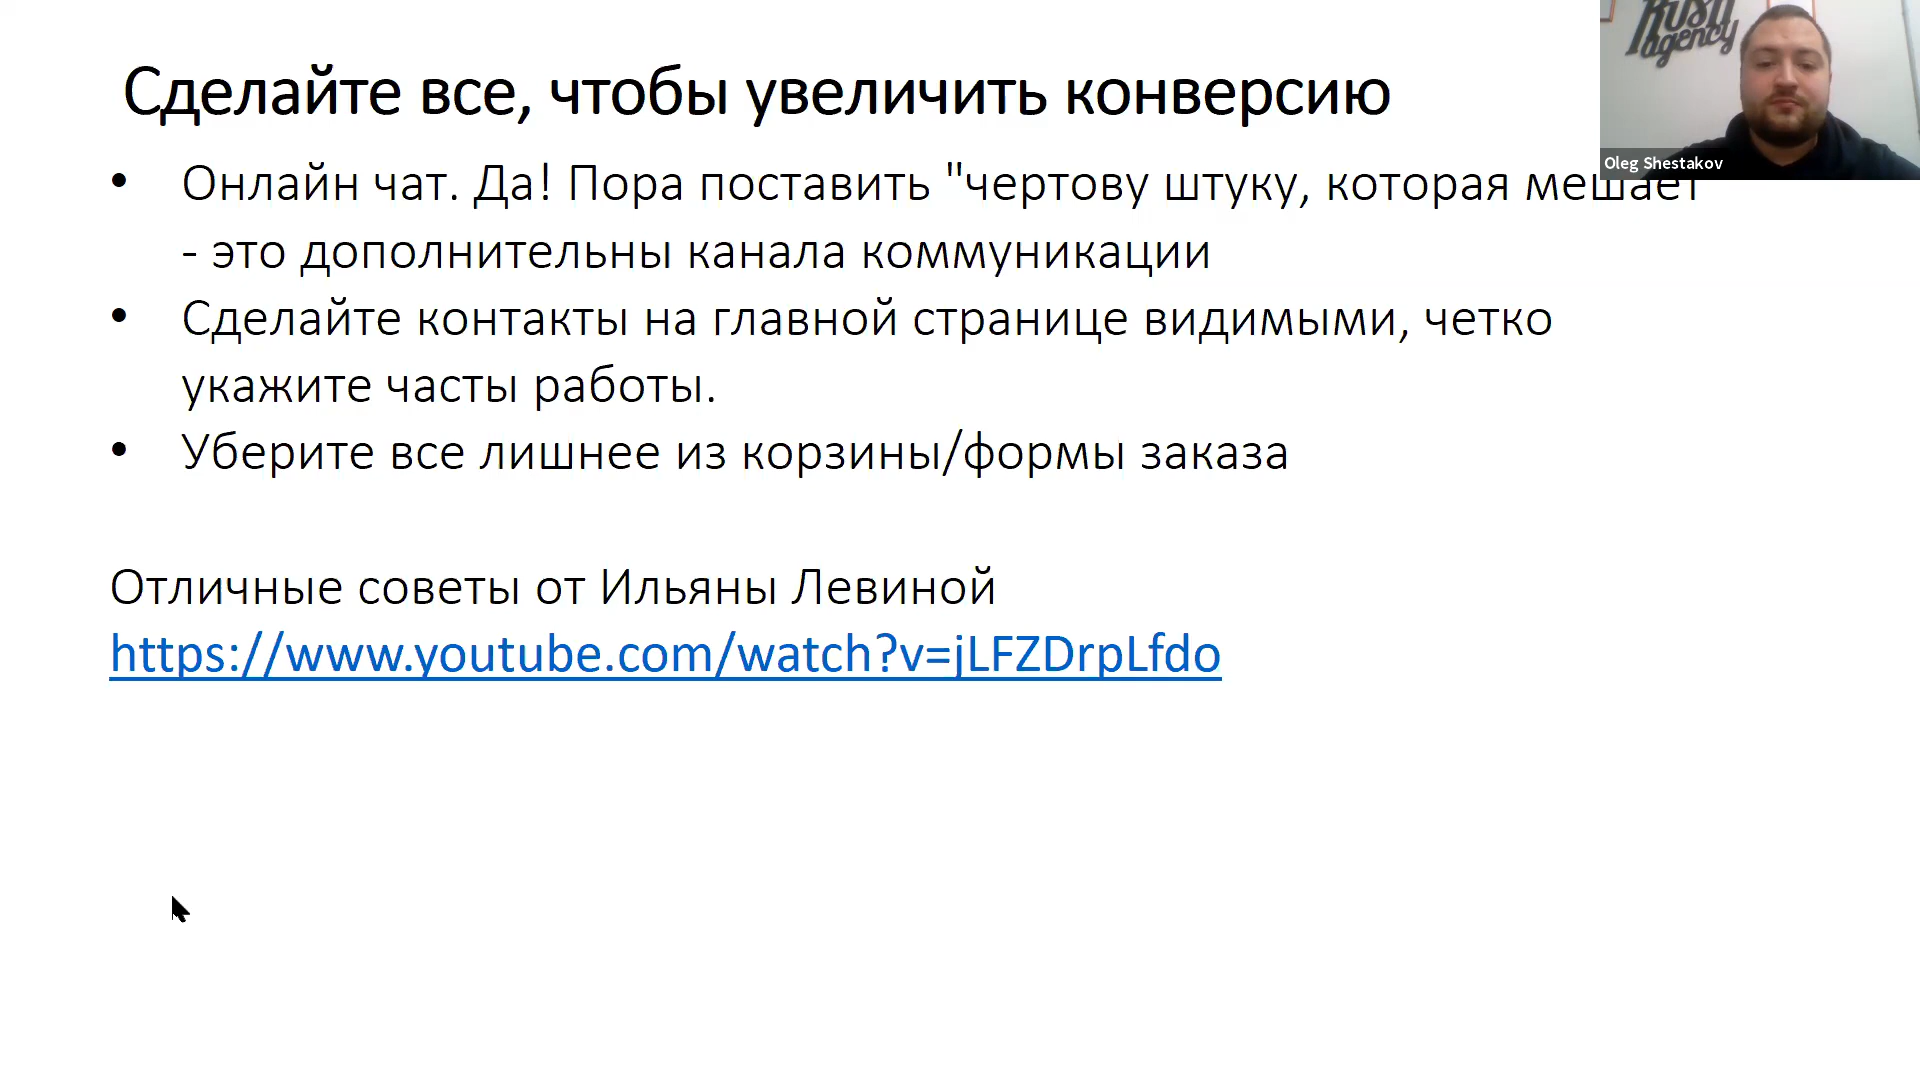 Сделайте все, чтобы увеличить конверсию
Rush
agency
Oleg Shestakov
• Онлайн чат. Да! Пора поставить "чертову штуку, которая мешает
- это дополнительны канала коммуникации
• Сделайте контакты на главной странице видимыми, четко
укажите часты работы.
• Уберите все лишнее из корзины/формы заказа
Отличные советы от Ильяны Левиной
https://www.youtube.com/watch?v=jLFZDrpLfdo